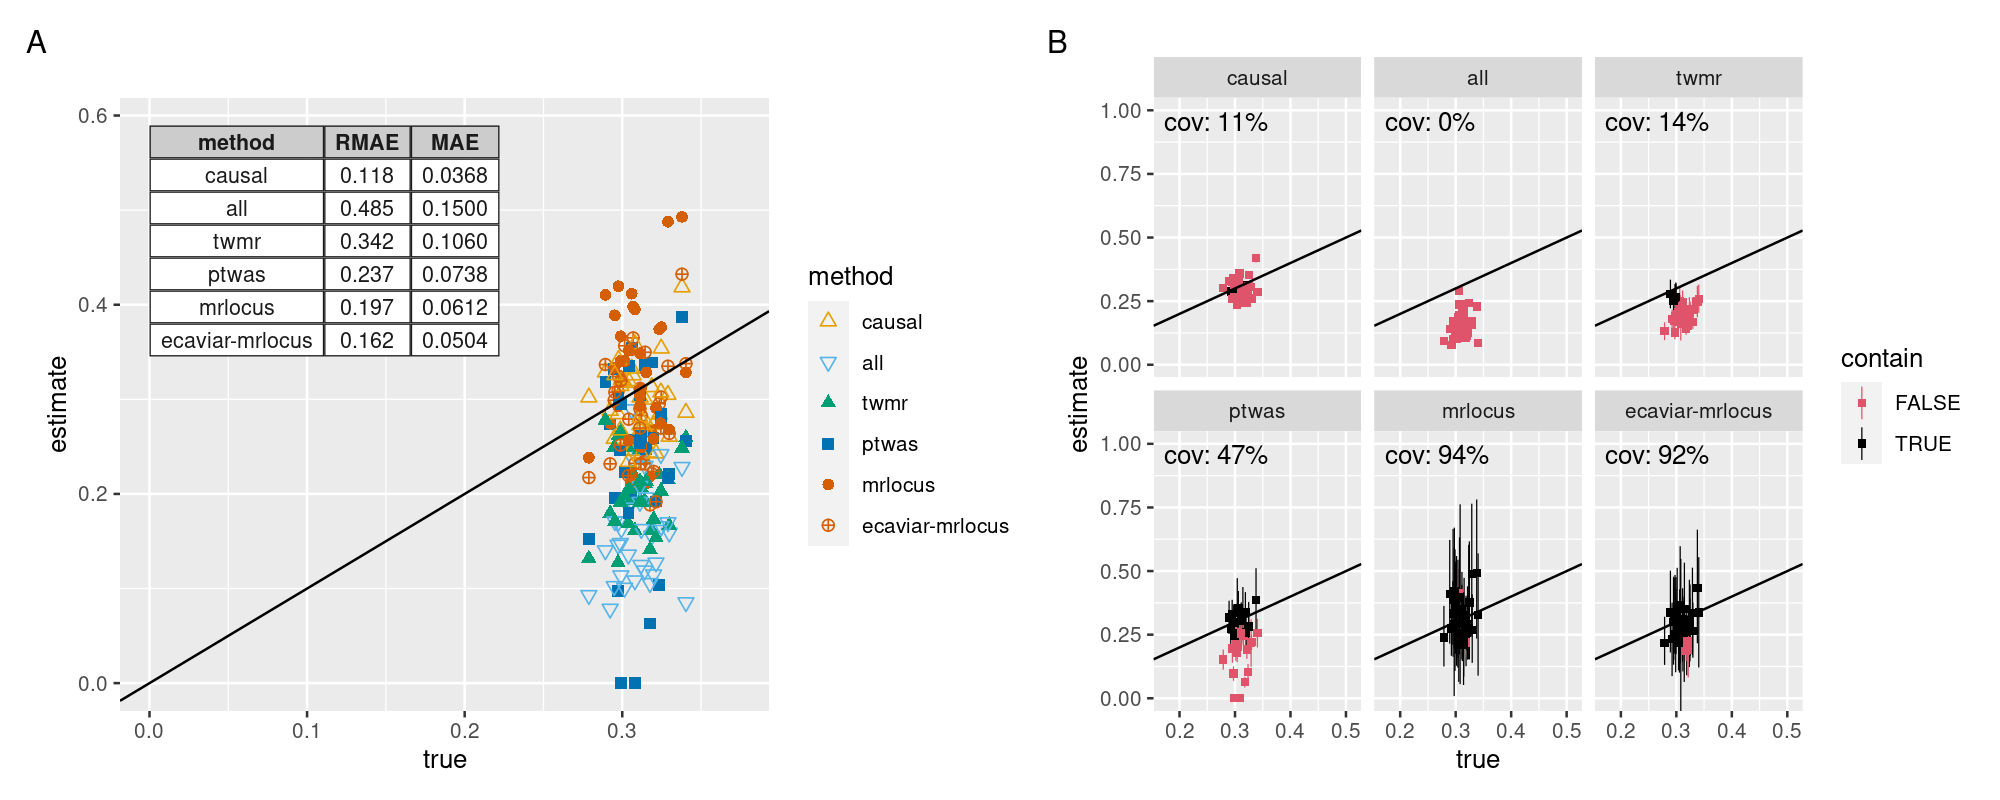 A
0.6
0.4
0.2
0.0
estimate
method RMAE MAE
causal 0.118 0.0368
all 0.485 0.1500
twmr 0.342 0.1060
ptwas 0.237 0.0738
mrlocus 0.197 0.0612
ecaviar-mrlocus 0.162 0.0504
0.0 0.1 0.2 0.3
true
method
causal
all
twmr
ptwas
mrlocus
ecaviar-mrlocus
B
causal all twmr
1.00
0.75
0.50
0.25
0.00
cov: 11% cov: 0% cov: 14%
estimate
ptwas mrlocus ecaviar-mrlocus
1.00
0.75
0.50
0.25
0.00
cov: 47% cov: 94% cov: 92%
0.2 0.3 0.4 0.5 0.2 0.3 0.4 0.5 0.2 0.3 0.4 0.5
true
contain
FALSE
TRUE